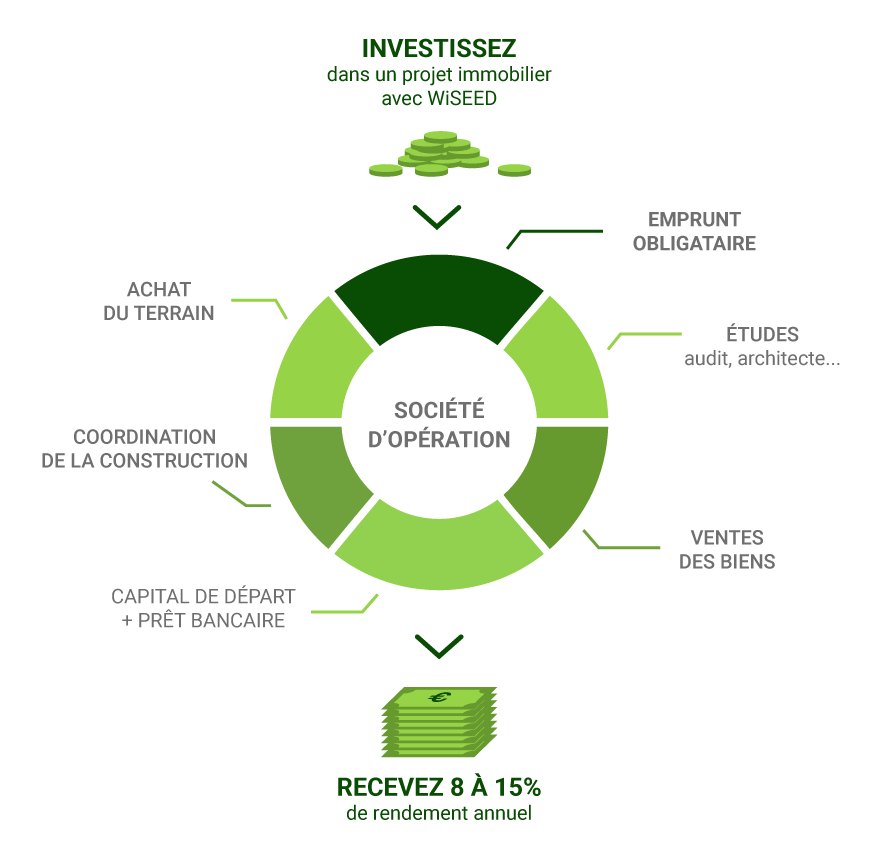 INVESTISSEZ
dans un projet immobilier
avec WiSEED
EMPRUNT
OBLIGATAIRE
ACHAT
DU TERRAIN
ÉTUDES
audit, architecte...
SOCIÉTÉ
D’OPÉRATION
COORDINATION
DE LA CONSTRUCTION
VENTES
DES BIENS
CAPITAL DE DÉPART
+ PRÊT BANCAIRE
€
RECEVEZ 8 À 15%
de rendement annuel